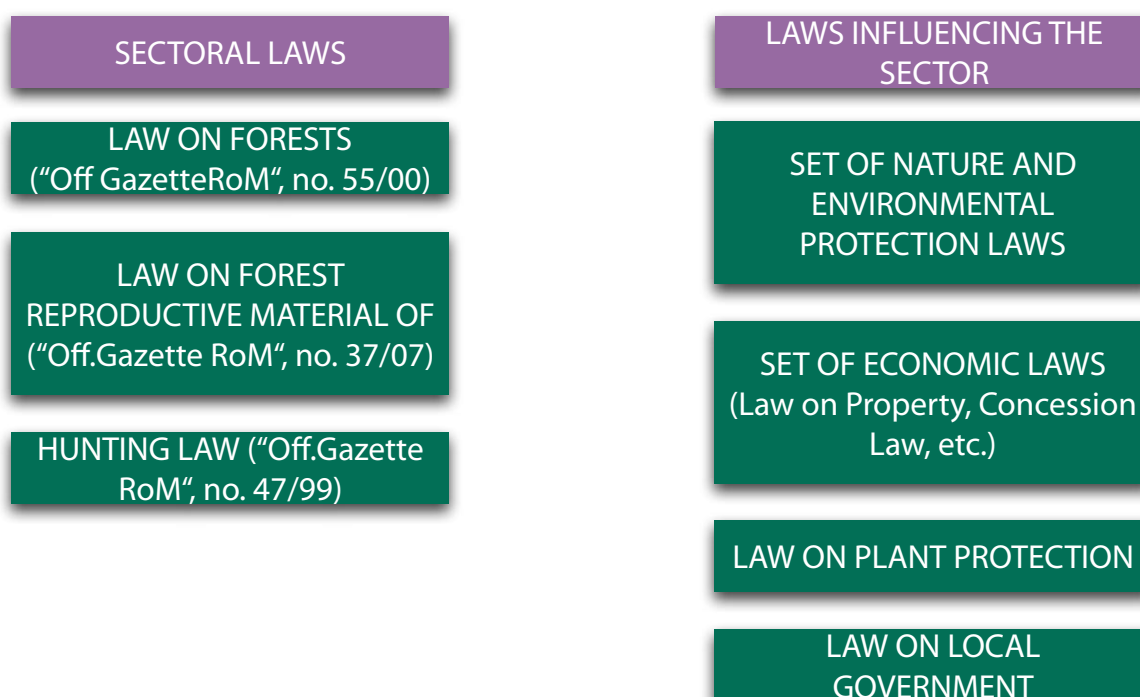 SECTORAL LAWS
LAW ON FORESTS
(“Off GazetteRoM“, no. 55/00)
LAW ON FOREST
REPRODUCTIVE MATERIAL OF
(“Off.Gazette RoM“, no. 37/07)
HUNTING LAW (“Off.Gazette
RoM“, no. 47/99)
LAWS INFLUENCING THE
SECTOR
SET OF NATURE AND
ENVIRONMENTAL
PROTECTION LAWS
SET OF ECONOMIC LAWS
(Law on Property, Concession
Law, etc.)
LAW ON PLANT PROTECTION
LAW ON LOCAL
GOVERNMENT